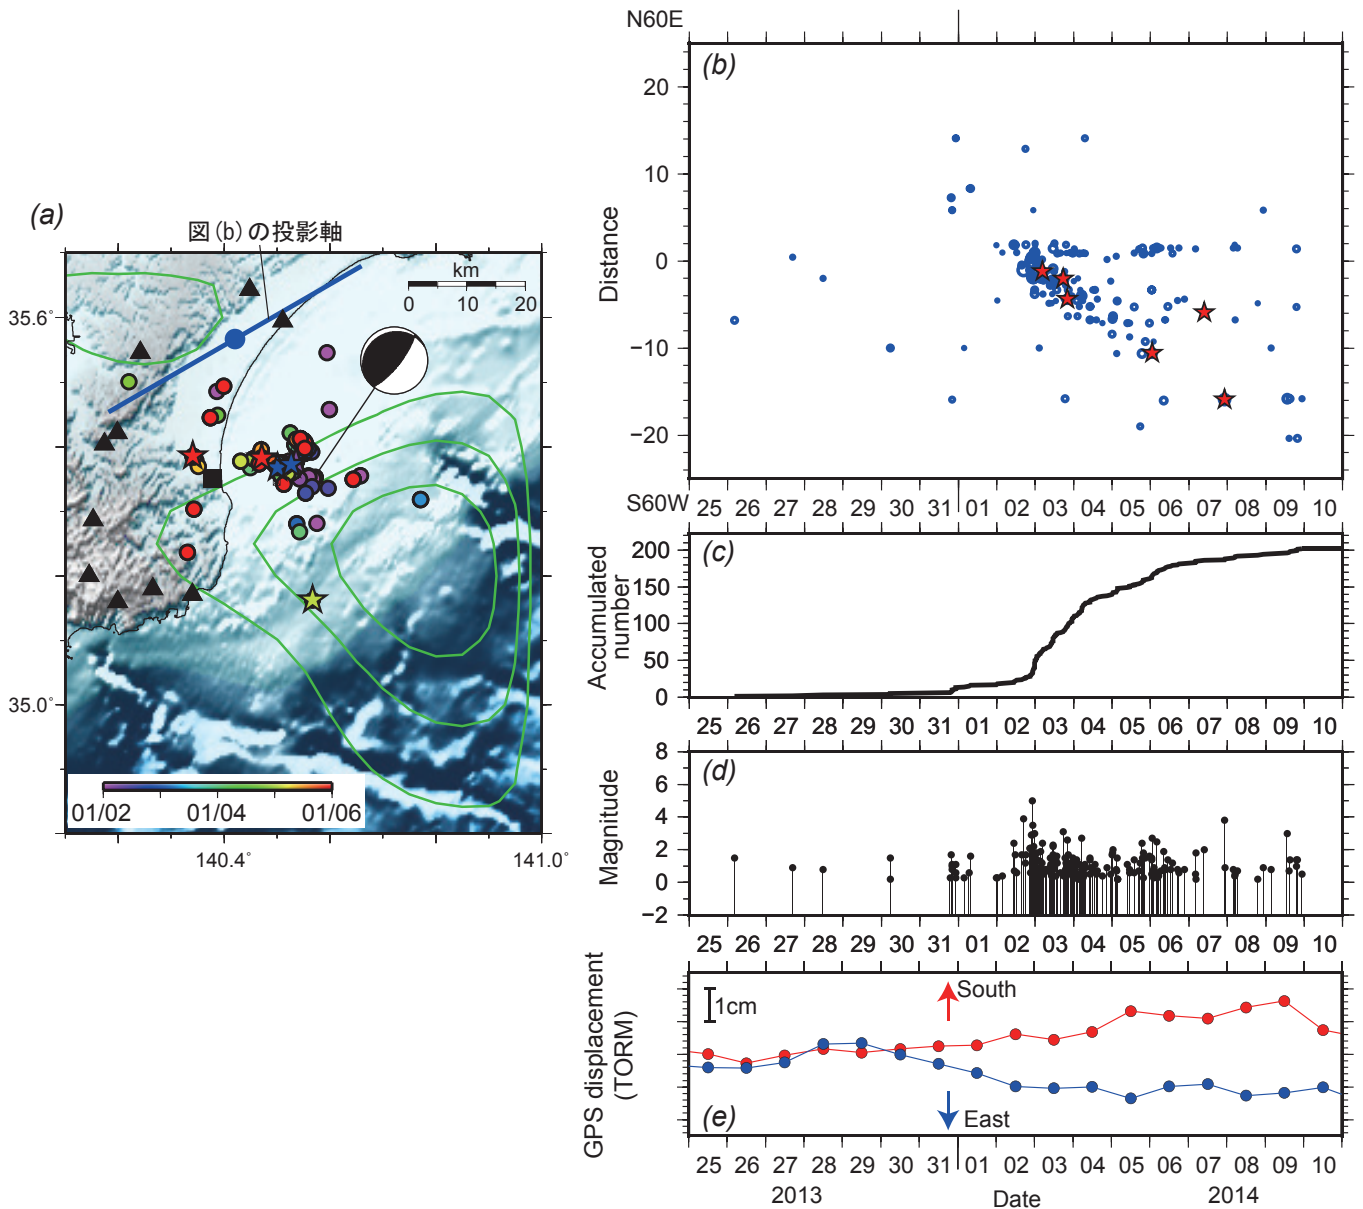 (a)
図(b)の投影軸
km
0 10 20
35.6°
35.0°
01/02 01/04 01/06
140.4° 141.0°
N60E
(b)
20
10
0
−10
−20
Distance
S60W
25 26 27 28 29 30 31 01 02 03 04 05 06 07 08 09 10
(c)
200
150
100
50
0
Accumulated
number
25 26 27 28 29 30 31 01 02 03 04 05 06 07 08 09 10
(d)
8
6
4
2
0
−2
Magnitude
25 26 27 28 29 30 31 01 02 03 04 05 06 07 08 09 10
1cm
South
East
(e)
GPS displacement
(TORM)
25 26 27 28 29 30 31 01 02 03 04 05 06 07 08 09 10
2013 Date 2014